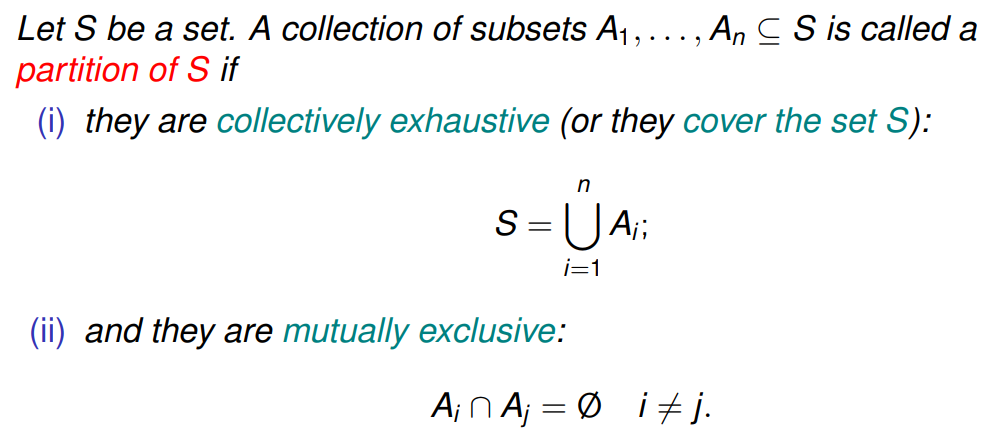 Let S be a set. A collection of subsets A₁, . . . , Aₙ ⊆ S is called a
partition of S if
(i) they are collectively exhaustive (or they cover the set S):
n
S = ⋃ Aᵢ;
i=1
(ii) and they are mutually exclusive:
Aᵢ ∩ Aⱼ = Ø i ≠ j.